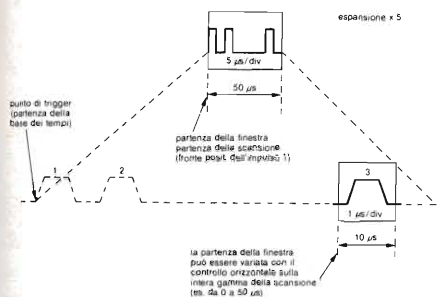 espansione × 5
5 µs/div
50 µs
punto di trigger
(partenza della
base dei tempi)
partenza della finestra
partenza della scansione
(fronte posit. dell'impulso 1)
1
2
3
1 µs/div
10 µs
la partenza della finestra
può essere variata con il
controllo orizzontale sulla
intera gamma della scansione
(es. da 0 a 50 µs)